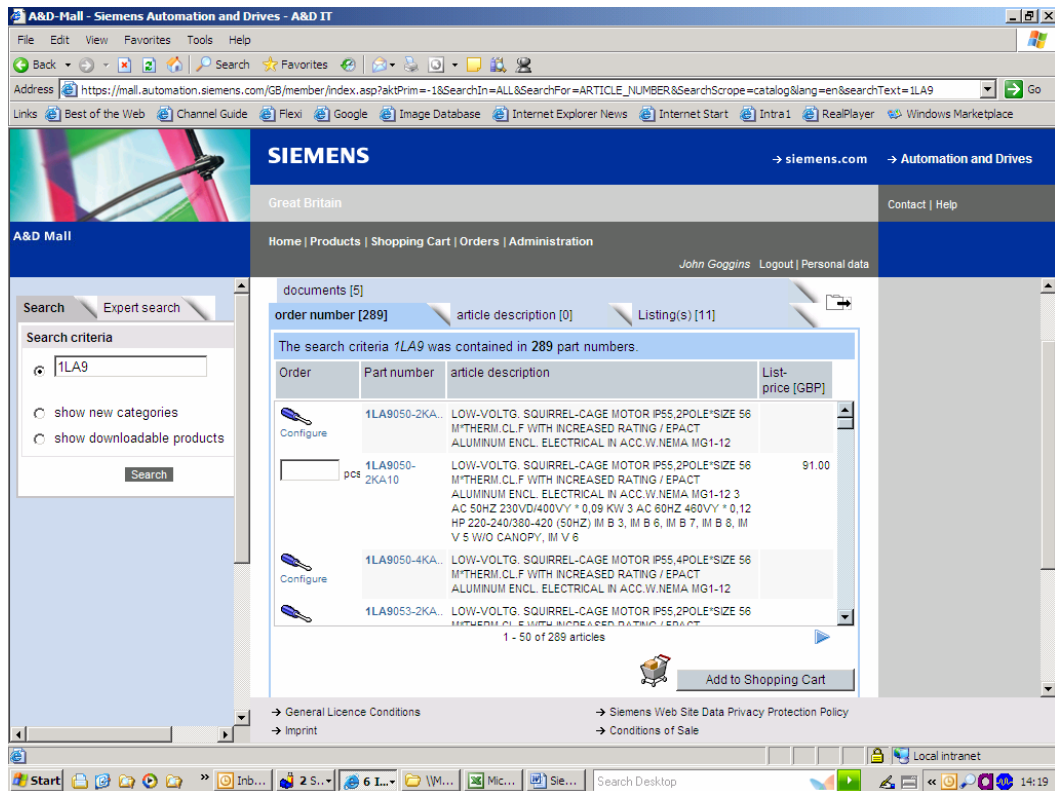 A&D-Mall - Siemens Automation and Drives - A&D IT
File Edit View Favorites Tools Help
Back Search Favorites
Address https://mall.automation.siemens.com/GB/member/index.asp?aktPrim=-1&SearchIn=ALL&SearchFor=ARTICLE_NUMBER&SearchScope=catalog&lang=en&searchText=1LA9 Go
Links Best of the Web Channel Guide Flexi Google Image Database Internet Explorer News Internet Start Intra1 RealPlayer Windows Marketplace
SIEMENS
→ siemens.com → Automation and Drives
Great Britain
Contact | Help
A&D Mall
Home | Products | Shopping Cart | Orders | Administration
John Goggins Logout | Personal data
Search Expert search
Search criteria
1LA9
show new categories
show downloadable products
Search
documents [5]
order number [289] article description [0] Listing(s) [11]
The search criteria 1LA9 was contained in 289 part numbers.
Order Part number article description List-
price [GBP]
1LA9050-2KA.. LOW-VOLTG. SQUIRREL-CAGE MOTOR IP55,2POLE*SIZE 56
Configure M*THERM.CL.F WITH INCREASED RATING / EPACT
ALUMINUM ENCL. ELECTRICAL IN ACC.W.NEMA MG1-12
pcs 1LA9050- LOW-VOLTG. SQUIRREL-CAGE MOTOR IP55,2POLE*SIZE 56 91.00
2KA10 M*THERM.CL.F WITH INCREASED RATING / EPACT
ALUMINUM ENCL. ELECTRICAL IN ACC.W.NEMA MG1-12 3
AC 50HZ 230VD/400VY * 0,09 KW 3 AC 60HZ 460VY * 0,12
HP 220-240/380-420 (50HZ) IM B 3, IM B 6, IM B 7, IM B 8, IM
V 5 W/O CANOPY, IM V 6
1LA9050-4KA.. LOW-VOLTG. SQUIRREL-CAGE MOTOR IP55,4POLE*SIZE 56
Configure M*THERM.CL.F WITH INCREASED RATING / EPACT
ALUMINUM ENCL. ELECTRICAL IN ACC.W.NEMA MG1-12
1LA9053-2KA.. LOW-VOLTG. SQUIRREL-CAGE MOTOR IP55,2POLE*SIZE 56
M*THERM.CL.F WITH INCREASED RATING / EPACT
1 - 50 of 289 articles
Add to Shopping Cart
→ General Licence Conditions → Siemens Web Site Data Privacy Protection Policy
→ Imprint → Conditions of Sale
Local intranet
Start » Inb... 2 S.. 6 I... \\M... Mic... Sie... Search Desktop « 14:19